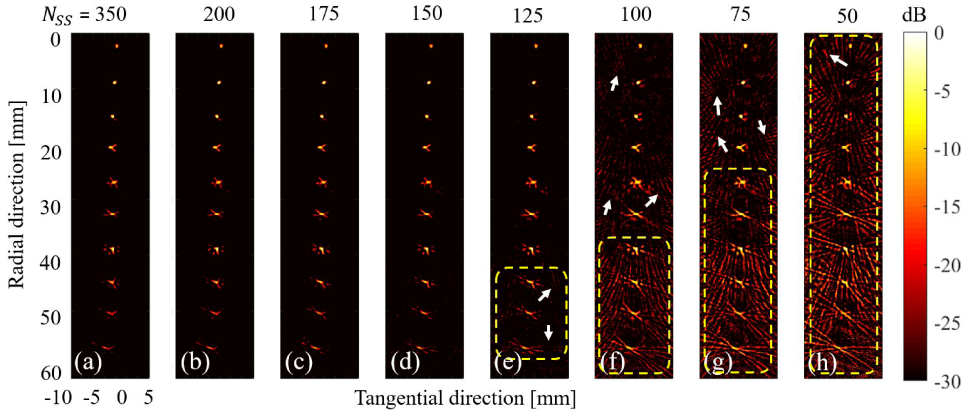 N_SS = 350 200 175 150 125 100 75 50 dB
0 10 20 30 40 50 60
Radial direction [mm]
(a) (b) (c) (d) (e) (f) (g) (h)
0 -5 -10 -15 -20 -25 -30
-10 -5 0 5
Tangential direction [mm]